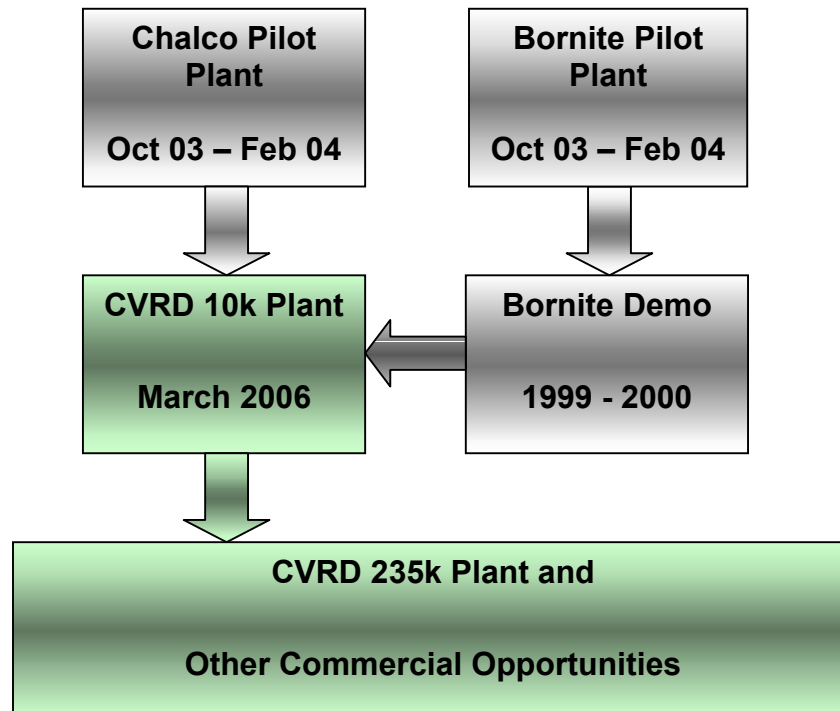 Chalco Pilot
Plant
Oct 03 – Feb 04
Bornite Pilot
Plant
Oct 03 – Feb 04
CVRD 10k Plant
March 2006
Bornite Demo
1999 - 2000
CVRD 235k Plant and
Other Commercial Opportunities